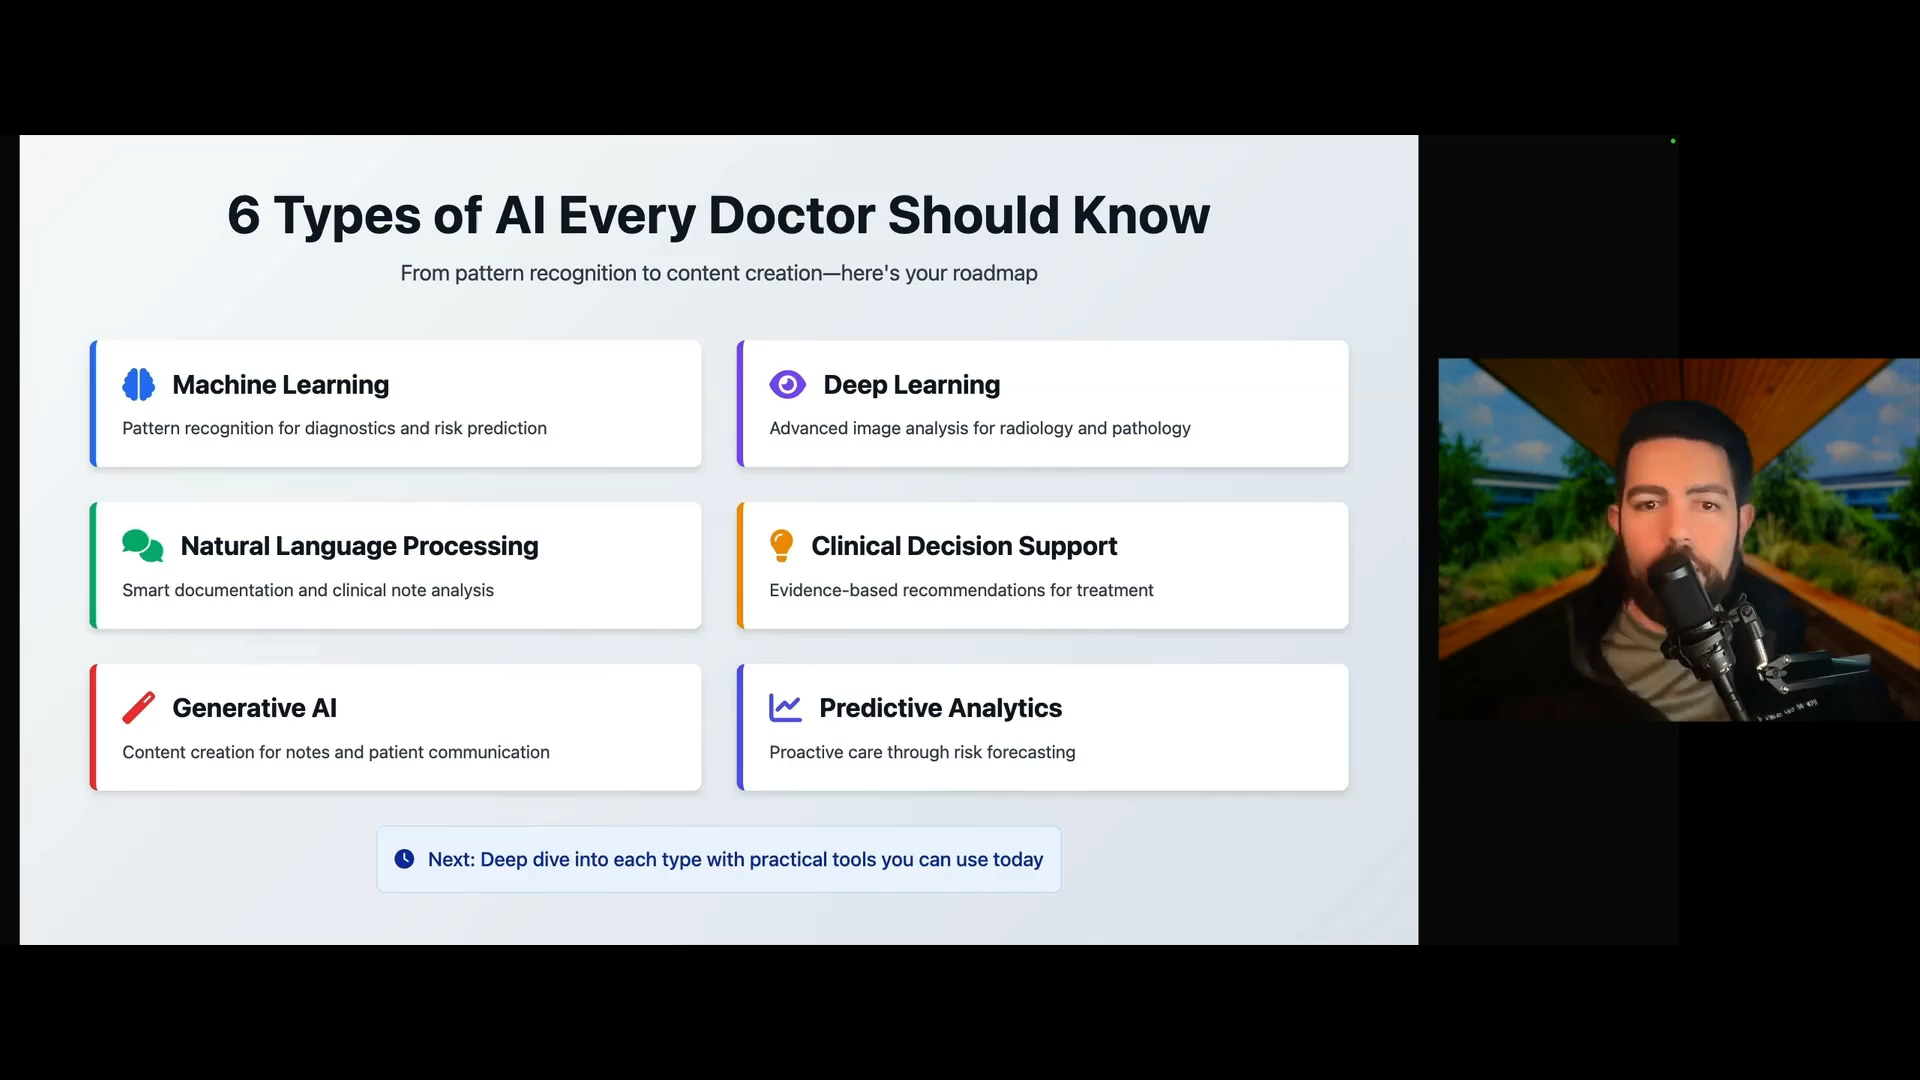 6 Types of AI Every Doctor Should Know
From pattern recognition to content creation—here's your roadmap
Machine Learning
Pattern recognition for diagnostics and risk prediction
Deep Learning
Advanced image analysis for radiology and pathology
Natural Language Processing
Smart documentation and clinical note analysis
Clinical Decision Support
Evidence-based recommendations for treatment
Generative AI
Content creation for notes and patient communication
Predictive Analytics
Proactive care through risk forecasting
Next: Deep dive into each type with practical tools you can use today